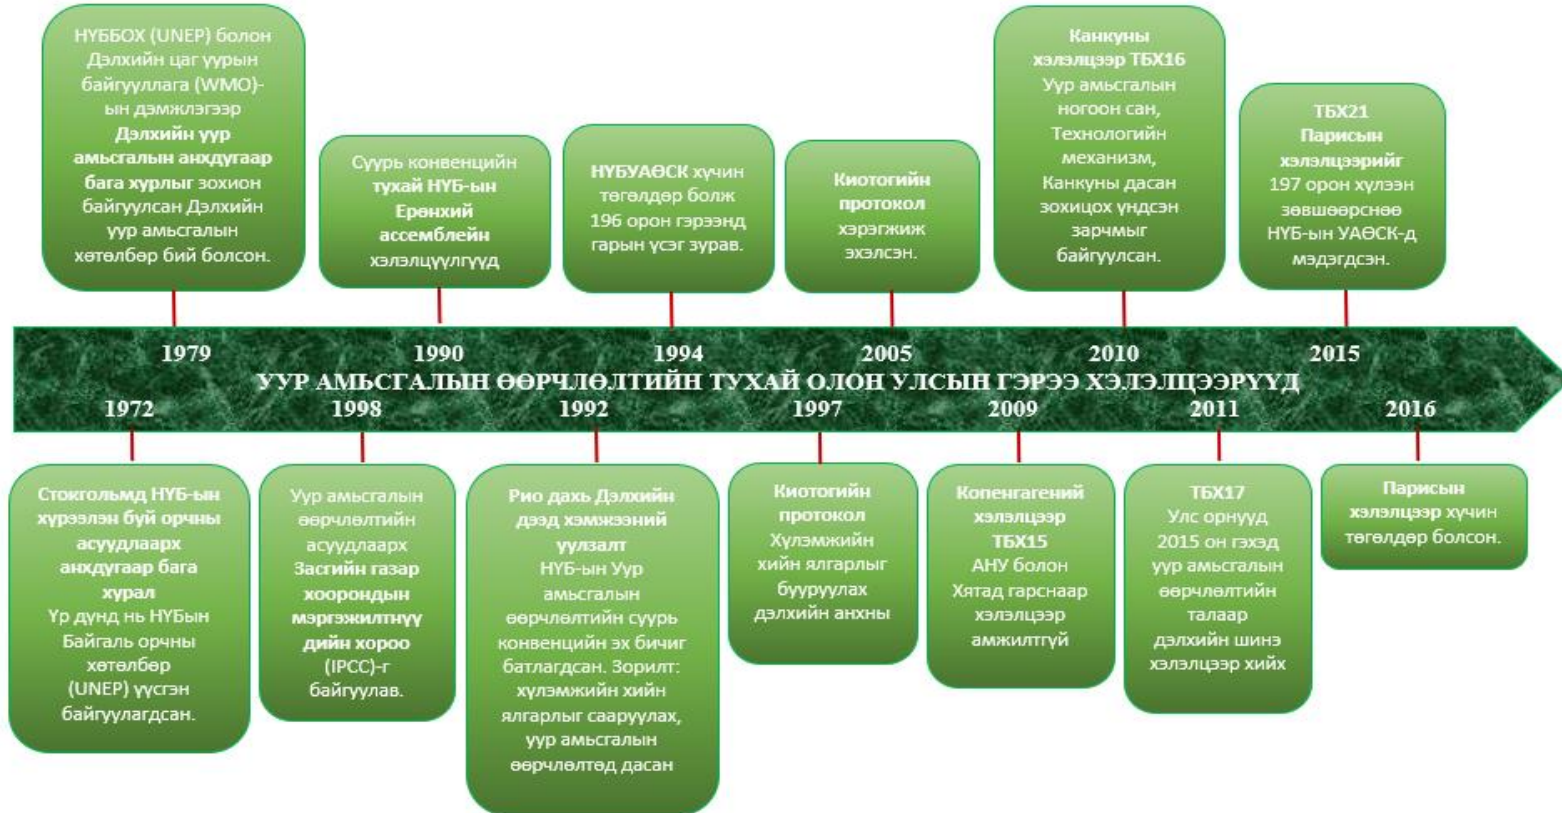 НҮББОХ (UNEP) болон
Дэлхийн цаг уурын
байгууллага (WMO)-
ын дэмжлэгээр
Дэлхийн уур
амьсгалын анхдугаар
бага хурлыг зохион
байгуулсан Дэлхийн
уур амьсгалын
хөтөлбөр бий болсон.
Суурь конвенцийн
тухай НҮБ-ын
Ерөнхий
ассемблейн
хэлэлцүүлгүүд
НҮБУАӨСК хүчин
төгөлдөр болж
196 орон гэрээнд
гарын үсэг зурав.
Киотогийн
протокол
хэрэгжиж
эхэлсэн.
Канкуны
хэлэлцээр ТБХ16
Уур амьсгалын
ногоон сан,
Технологийн
механизм,
Канкуны дасан
зохицох үндсэн
зарчмыг
байгуулсан.
ТБХ21
Парисын
хэлэлцээрийг
197 орон хүлээн
зөвшөөрснөө
НҮБ-ын УАӨСК-д
мэдэгдсэн.
1979 1990 1994 2005 2010 2015
УУР АМЬСГАЛЫН ӨӨРЧЛӨЛТИЙН ТУХАЙ ОЛОН УЛСЫН ГЭРЭЭ ХЭЛЭЛЦЭЭРҮҮД
1972 1998 1992 1997 2009 2011 2016
Стокгольмд НҮБ-ын
хүрээлэн буй орчны
асуудлаарх
анхдугаар бага
хурал
Үр дүнд нь НҮБын
Байгаль орчны
хөтөлбөр
(UNEP) үүсгэн
байгуулагдсан.
Уур амьсгалын
өөрчлөлтийн
асуудлаарх
Засгийн газар
хоорондын
мэргэжилтнүү
дийн хороо
(IPCC)-г
байгуулав.
Рио дахь Дэлхийн
дээд хэмжээний
уулзалт
НҮБ-ын Уур
амьсгалын
өөрчлөлтийн суурь
конвенцийн эх бичиг
батлагдсан. Зорилт:
хүлэмжийн хийн
ялгарлыг сааруулах,
уур амьсгалын
өөрчлөлтөд дасан
Киотогийн
протокол
Хүлэмжийн
хийн ялгарлыг
бууруулах
дэлхийн анхны
Копенгагений
хэлэлцээр
ТБХ15
АНУ болон
Хятад гарснаар
хэлэлцээр
амжилтгүй
ТБХ17
Улс орнууд
2015 он гэхэд
уур амьсгалын
өөрчлөлтийн
талаар
дэлхийн шинэ
хэлэлцээр хийх
Парисын
хэлэлцээр хүчин
төгөлдөр болсон.